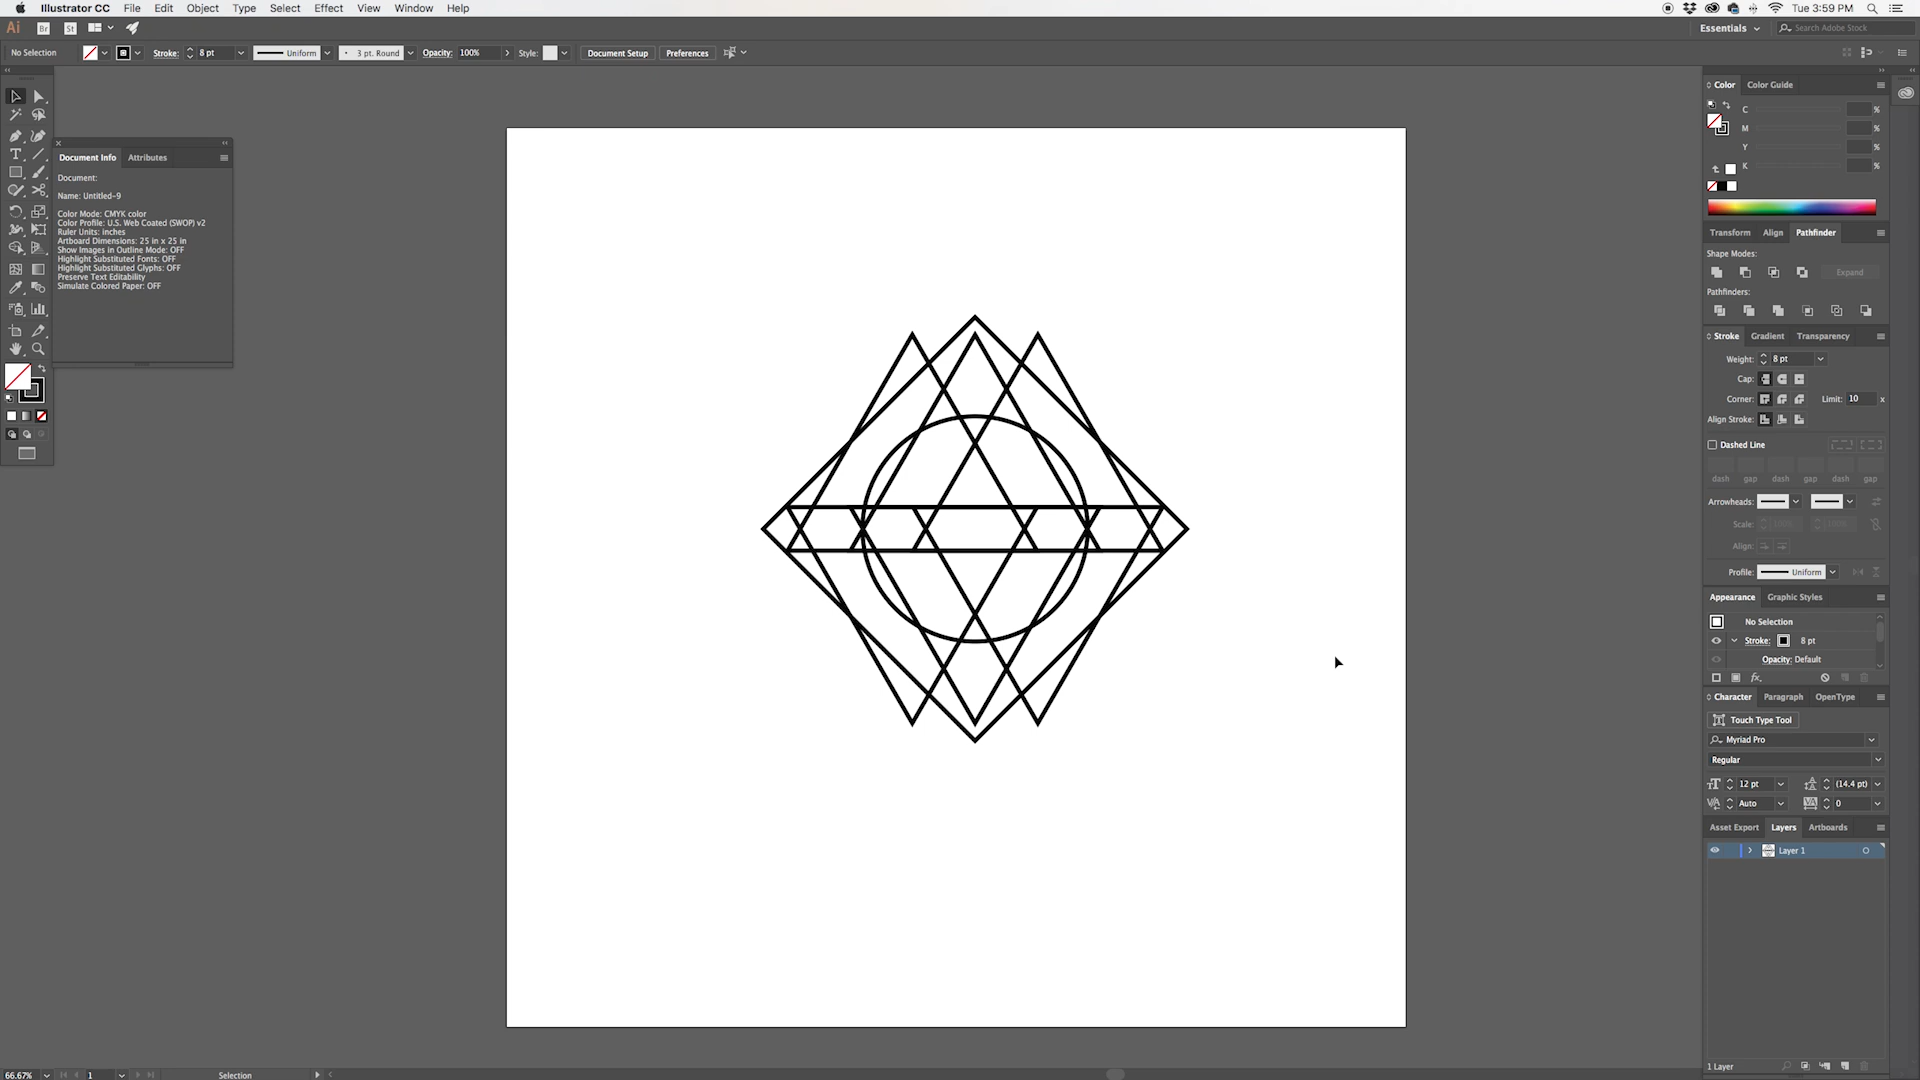 Illustrator CC File Edit Object Type Select Effect View Window Help Tue 3:59 PM
Ai Br St Essentials Search Adobe Stock
No Selection Stroke: 8 pt Uniform 3 pt. Round Opacity: 100% Style: Document Setup Preferences
Document Info Attributes
Document:
Name: Untitled-9
Color Mode: CMYK color
Color Profile: U.S. Web Coated (SWOP) v2
Ruler Units: inches
Artboard Dimensions: 25 in x 25 in
Show Images in Outline Mode: OFF
Highlight Substituted Fonts: OFF
Highlight Substituted Glyphs: OFF
Preserve Text Editability
Simulate Colored Paper: OFF
Color Color Guide
C %
M %
Y %
K %
Transform Align Pathfinder
Shape Modes:
Expand
Pathfinders:
Stroke Gradient Transparency
Weight: 8 pt
Cap:
Corner: Limit: 10 x
Align Stroke:
Dashed Line
dash gap dash gap dash gap
Arrowheads:
Scale: 100% 100%
Align:
Profile: Uniform
Appearance Graphic Styles
No Selection
Stroke: 8 pt
Opacity: Default
fx.
Character Paragraph OpenType
Touch Type Tool
Myriad Pro
Regular
12 pt (14.4 pt)
Auto 0
Asset Export Layers Artboards
Layer 1
1 Layer
66.67% 1 Selection